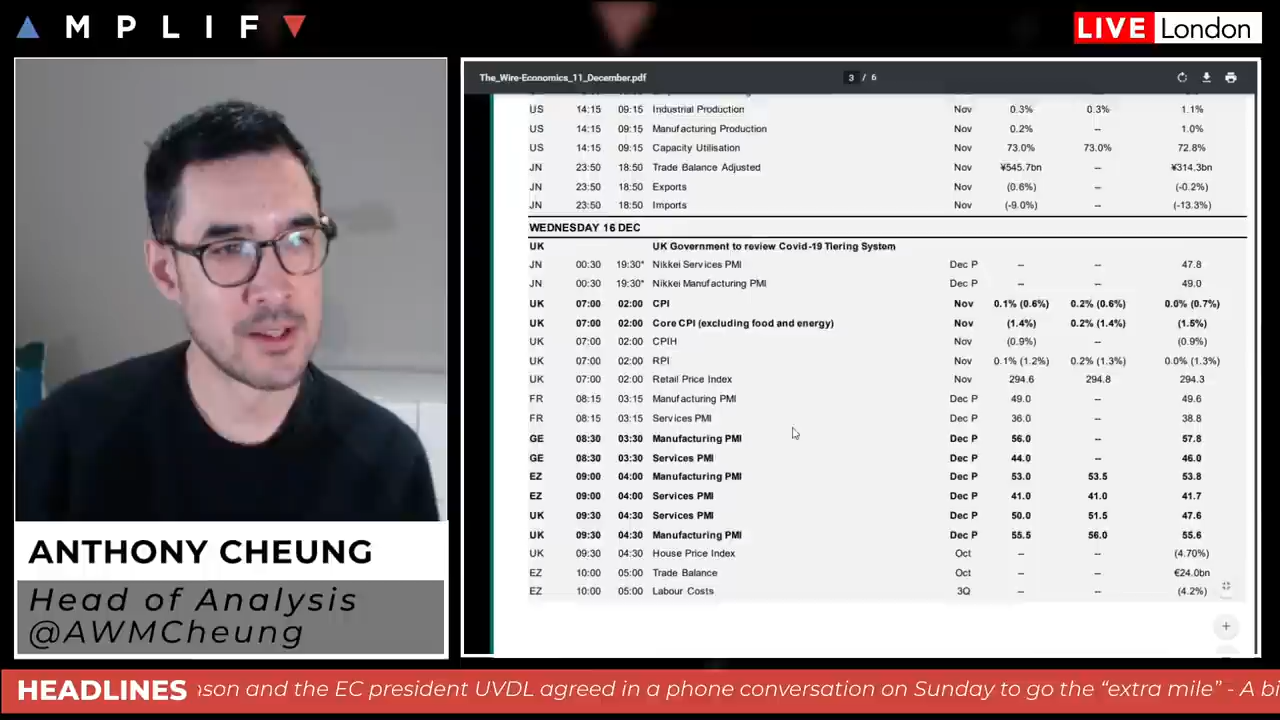 AMPLIFY
LIVE London
The_Wire-Economics_11_December.pdf
3 / 6
US 14:15 09:15 Industrial Production Nov 0.3% 0.3% 1.1%
US 14:15 09:15 Manufacturing Production Nov 0.2% -- 1.0%
US 14:15 09:15 Capacity Utilisation Nov 73.0% 73.0% 72.8%
JN 23:50 18:50 Trade Balance Adjusted Nov ¥545.7bn -- ¥314.3bn
JN 23:50 18:50 Exports Nov (0.6%) -- (-0.2%)
JN 23:50 18:50 Imports Nov (-9.0%) -- (-13.3%)
WEDNESDAY 16 DEC
UK UK Government to review Covid-19 Tiering System
JN 00:30 19:30* Nikkei Services PMI Dec P -- -- 47.8
JN 00:30 19:30* Nikkei Manufacturing PMI Dec P -- -- 49.0
UK 07:00 02:00 CPI Nov 0.1% (0.6%) 0.2% (0.6%) 0.0% (0.7%)
UK 07:00 02:00 Core CPI (excluding food and energy) Nov (1.4%) 0.2% (1.4%) (1.5%)
UK 07:00 02:00 CPIH Nov (0.9%) -- (0.9%)
UK 07:00 02:00 RPI Nov 0.1% (1.2%) 0.2% (1.3%) 0.0% (1.3%)
UK 07:00 02:00 Retail Price Index Nov 294.6 294.8 294.3
FR 08:15 03:15 Manufacturing PMI Dec P 49.0 -- 49.6
FR 08:15 03:15 Services PMI Dec P 36.0 -- 38.8
GE 08:30 03:30 Manufacturing PMI Dec P 56.0 -- 57.8
GE 08:30 03:30 Services PMI Dec P 44.0 -- 46.0
EZ 09:00 04:00 Manufacturing PMI Dec P 53.0 53.5 53.8
EZ 09:00 04:00 Services PMI Dec P 41.0 41.0 41.7
UK 09:30 04:30 Services PMI Dec P 50.0 51.5 47.6
UK 09:30 04:30 Manufacturing PMI Dec P 55.5 56.0 55.6
UK 09:30 04:30 House Price Index Oct -- -- (4.70%)
EZ 10:00 05:00 Trade Balance Oct -- -- €24.0bn
EZ 10:00 05:00 Labour Costs 3Q -- -- (4.2%)
ANTHONY CHEUNG
Head of Analysis
@AWMCheung
HEADLINES nson and the EC president UVDL agreed in a phone conversation on Sunday to go the “extra mile” - A bi